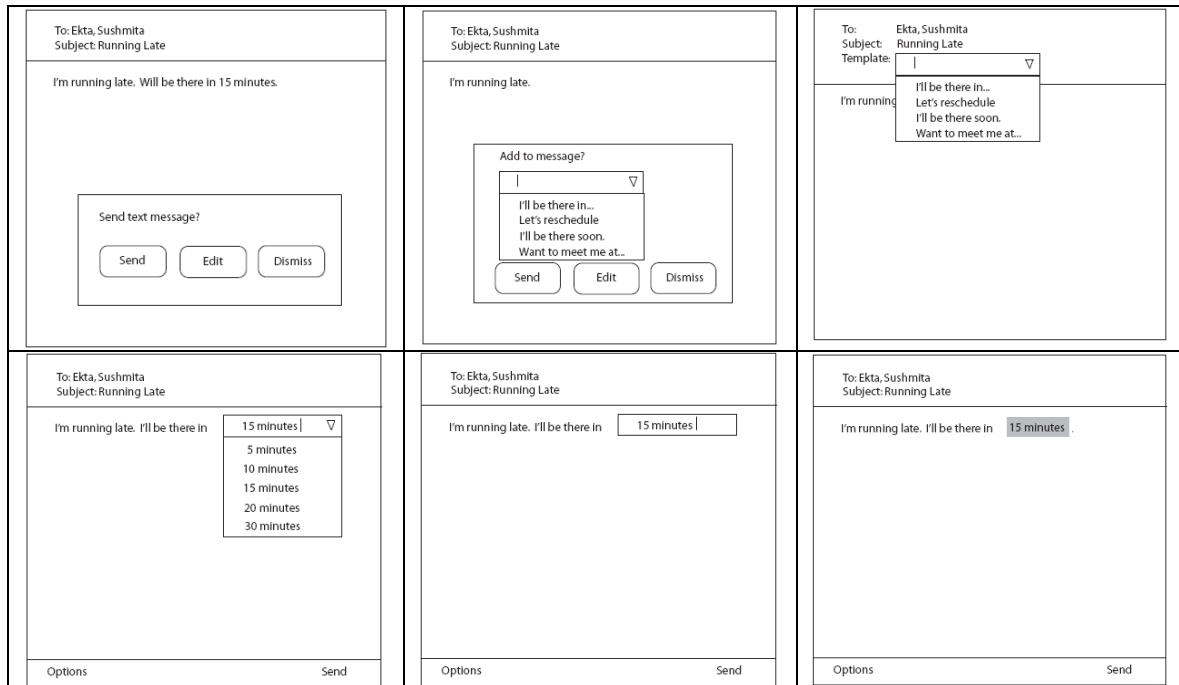 To: Ekta, Sushmita
Subject: Running Late
I'm running late. Will be there in 15 minutes.
Send text message?
Send
Edit
Dismiss
To: Ekta, Sushmita
Subject: Running Late
I'm running late.
Add to message?
I'll be there in...
Let's reschedule
I'll be there soon.
Want to meet me at...
Send
Edit
Dismiss
To: Ekta, Sushmita
Subject: Running Late
Template:
I'll be there in...
Let's reschedule
I'll be there soon.
Want to meet me at...
I'm running
To: Ekta, Sushmita
Subject: Running Late
I'm running late. I'll be there in 15 minutes
5 minutes
10 minutes
15 minutes
20 minutes
30 minutes
Options
Send
To: Ekta, Sushmita
Subject: Running Late
I'm running late. I'll be there in 15 minutes
Options
Send
To: Ekta, Sushmita
Subject: Running Late
I'm running late. I'll be there in 15 minutes .
Options
Send